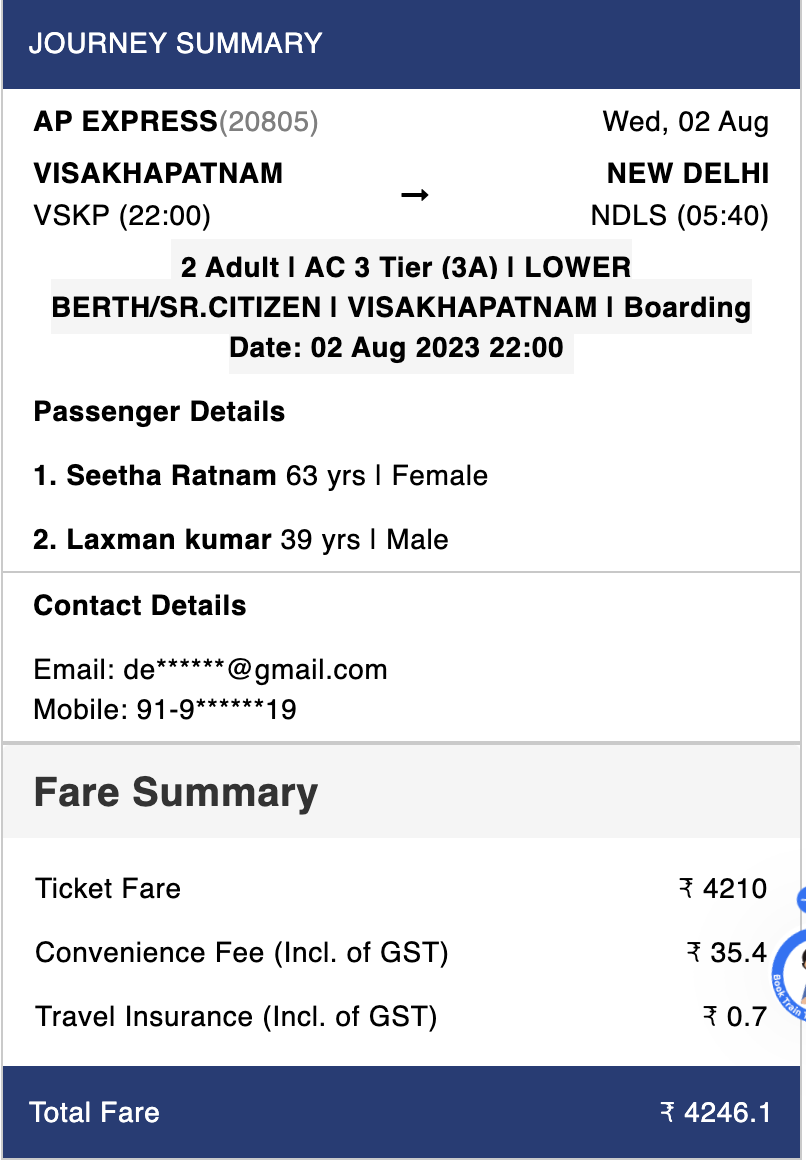 JOURNEY SUMMARY
AP EXPRESS(20805) Wed, 02 Aug
VISAKHAPATNAM → NEW DELHI
VSKP (22:00) NDLS (05:40)
2 Adult | AC 3 Tier (3A) | LOWER
BERTH/SR.CITIZEN | VISAKHAPATNAM | Boarding
Date: 02 Aug 2023 22:00
Passenger Details
1. Seetha Ratnam 63 yrs | Female
2. Laxman kumar 39 yrs | Male
Contact Details
Email: de******@gmail.com
Mobile: 91-9******19
Fare Summary
Ticket Fare ₹ 4210
Convenience Fee (Incl. of GST) ₹ 35.4
Travel Insurance (Incl. of GST) ₹ 0.7
Book Train
Total Fare ₹ 4246.1